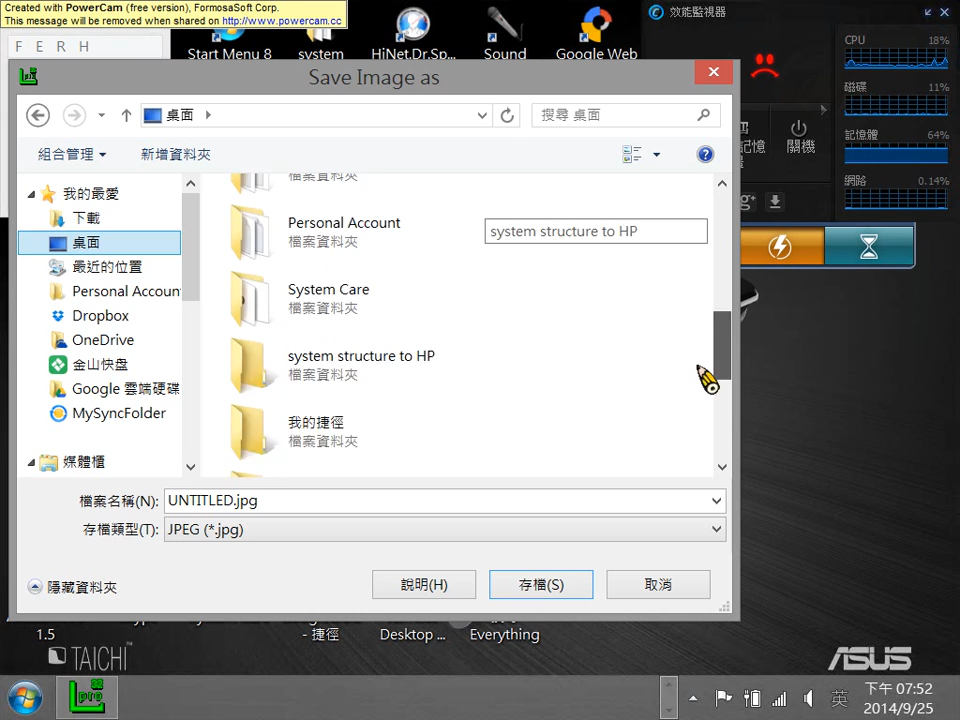 Created with PowerCam (free version), FormosaSoft Corp.
This message will be removed when shared on http://www.powercam.cc
F E R H
Start Menu 8
system
HiNet.Dr.Sp...
Sound
Google Web
效能監視器
CPU 18%
磁碟 11%
記憶體 64%
網路 0.14%
關機
Save Image as
桌面
搜尋 桌面
組合管理
新增資料夾
我的最愛
下載
桌面
最近的位置
Personal Accoun
Dropbox
OneDrive
金山快盤
Google 雲端硬碟
MySyncFolder
媒體櫃
檔案資料夾
Personal Account
檔案資料夾
system structure to HP
System Care
檔案資料夾
system structure to HP
檔案資料夾
我的捷徑
檔案資料夾
檔案名稱(N): UNTITLED.jpg
存檔類型(T): JPEG (*.jpg)
隱藏資料夾
說明(H)
存檔(S)
取消
1.5
- 捷徑
Desktop ...
Everything
TAICHI™
ASUS
pro
英
下午 07:52
2014/9/25